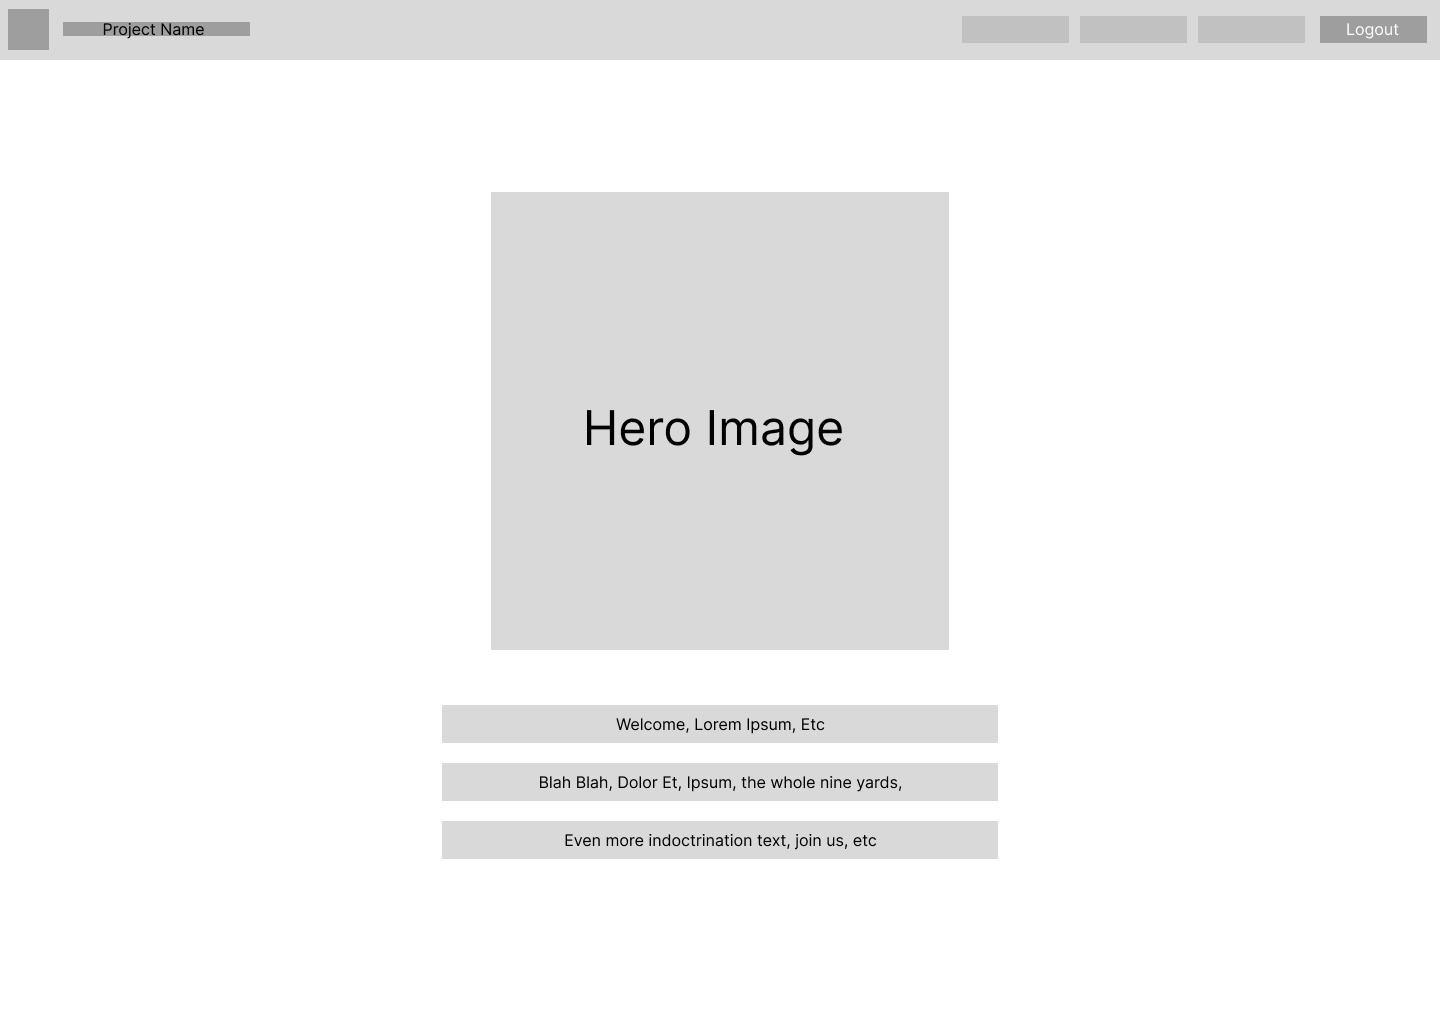 Project Name
Logout
Hero Image
Welcome, Lorem Ipsum, Etc
Blah Blah, Dolor Et, Ipsum, the whole nine yards,
Even more indoctrination text, join us, etc